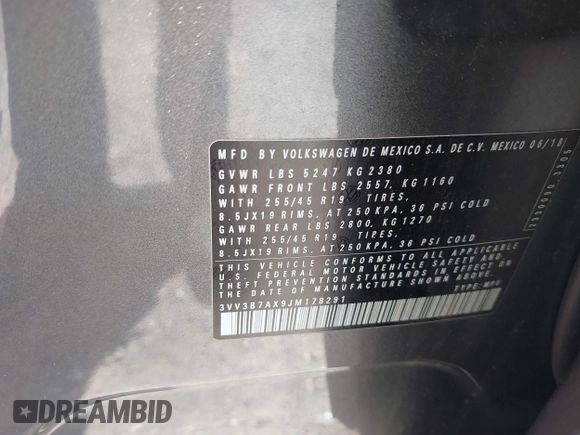 MFD BY VOLKSWAGEN DE MEXICO S.A. DE C.V. MEXICO 06/18
GVWR LBS 5247 KG 2380
GAWR FRONT LBS 2557, KG 1160
WITH 255/45 R19 TIRES,
8.5JX19 RIMS, AT 250 KPA, 36 PSI COLD
GAWR REAR LBS 2800, KG 1270
WITH 255/45 R19 TIRES,
8.5JX19 RIMS, AT 250 KPA, 36 PSI COLD
THIS VEHICLE CONFORMS TO ALL APPLICABLE
U.S. FEDERAL MOTOR VEHICLE SAFETY AND
THEFT PREVENTION STANDARDS IN EFFECT ON
THE DATE OF MANUFACTURE SHOWN ABOVE.
3VV3B7AX9JM178291 TYPE: MPV
DREAMBID